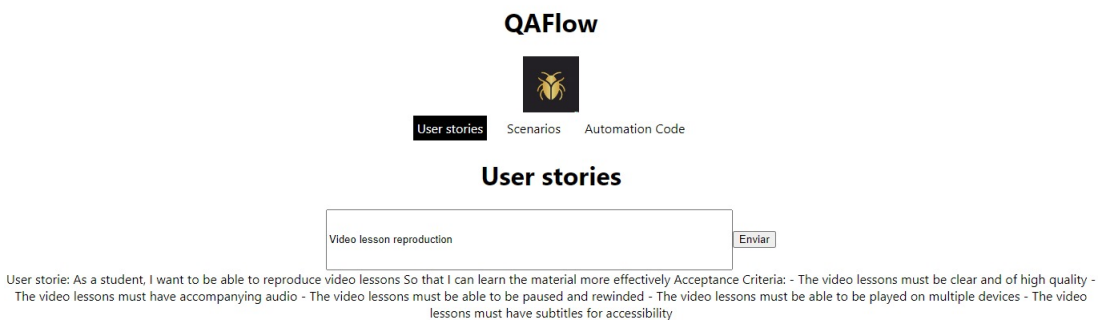 QAFlow
User stories Scenarios Automation Code
User stories
Video lesson reproduction Enviar
User storie: As a student, I want to be able to reproduce video lessons So that I can learn the material more effectively Acceptance Criteria: - The video lessons must be clear and of high quality -
The video lessons must have accompanying audio - The video lessons must be able to be paused and rewinded - The video lessons must be able to be played on multiple devices - The video
lessons must have subtitles for accessibility